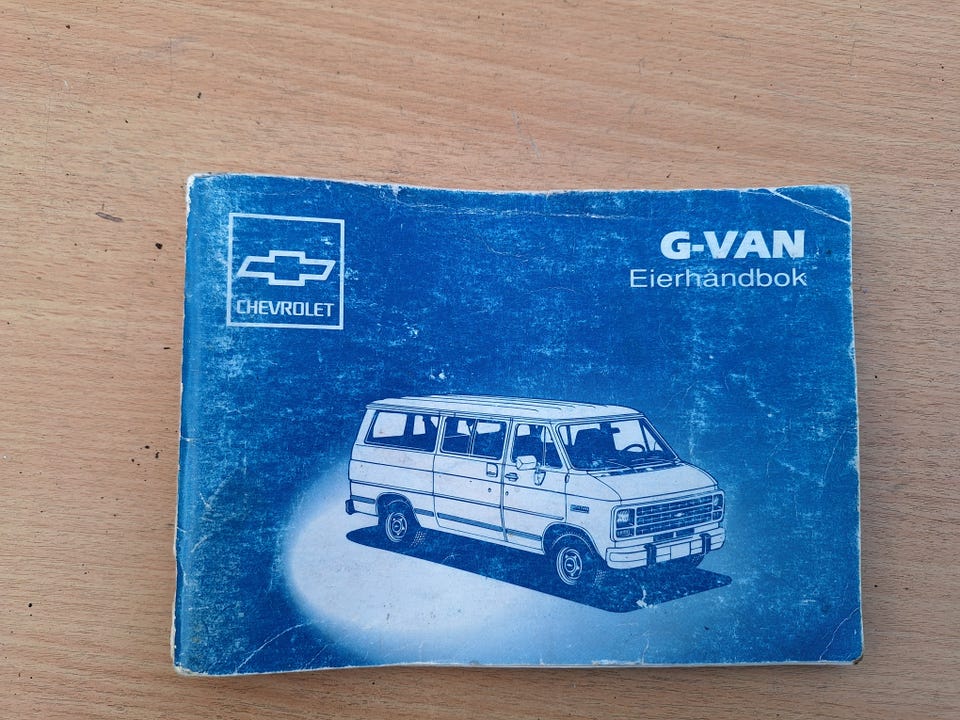 CHEVROLET
G-VAN
Eierhåndbok